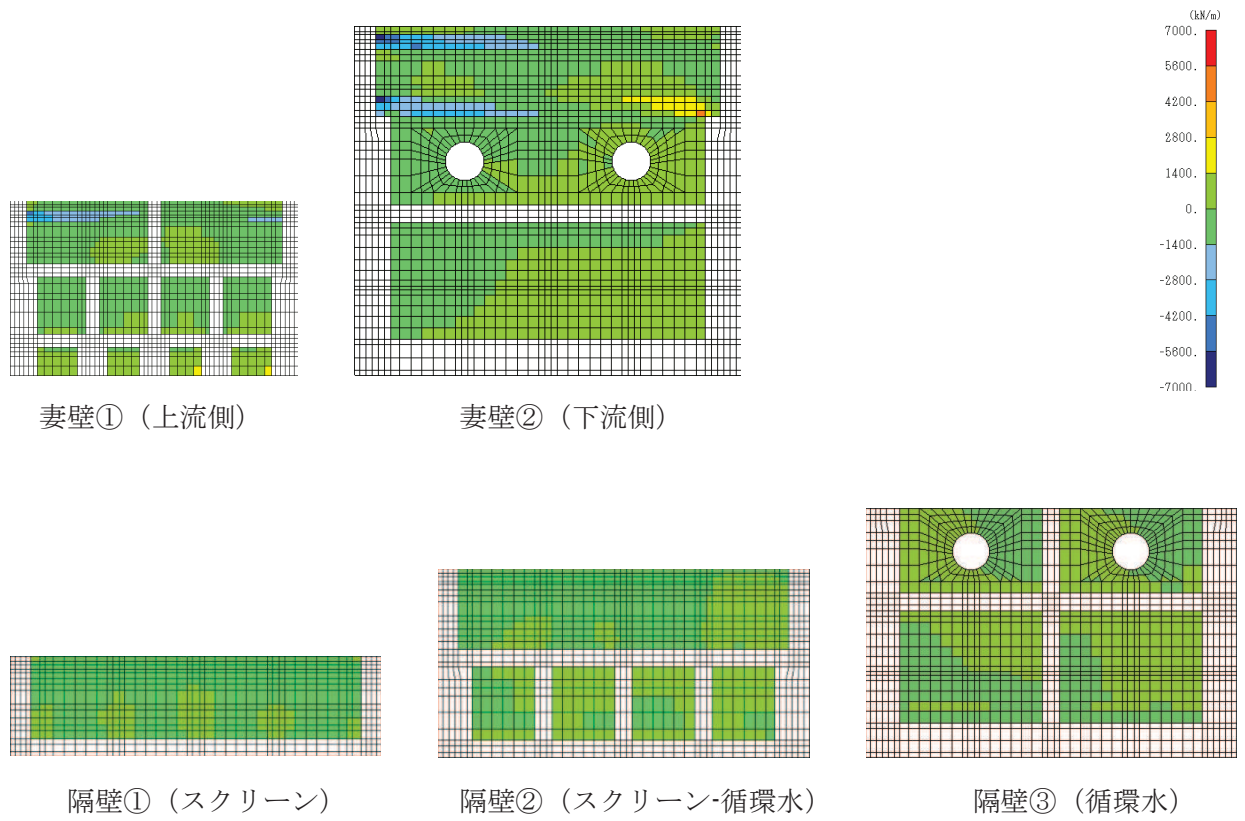 (kN/m)
7000.
5600.
4200.
2800.
1400.
0.
-1400.
-2800.
-4200.
-5600.
-7000.
妻壁①（上流側）
妻壁②（下流側）
隔壁①（スクリーン）
隔壁②（スクリーン-循環水）
隔壁③（循環水）